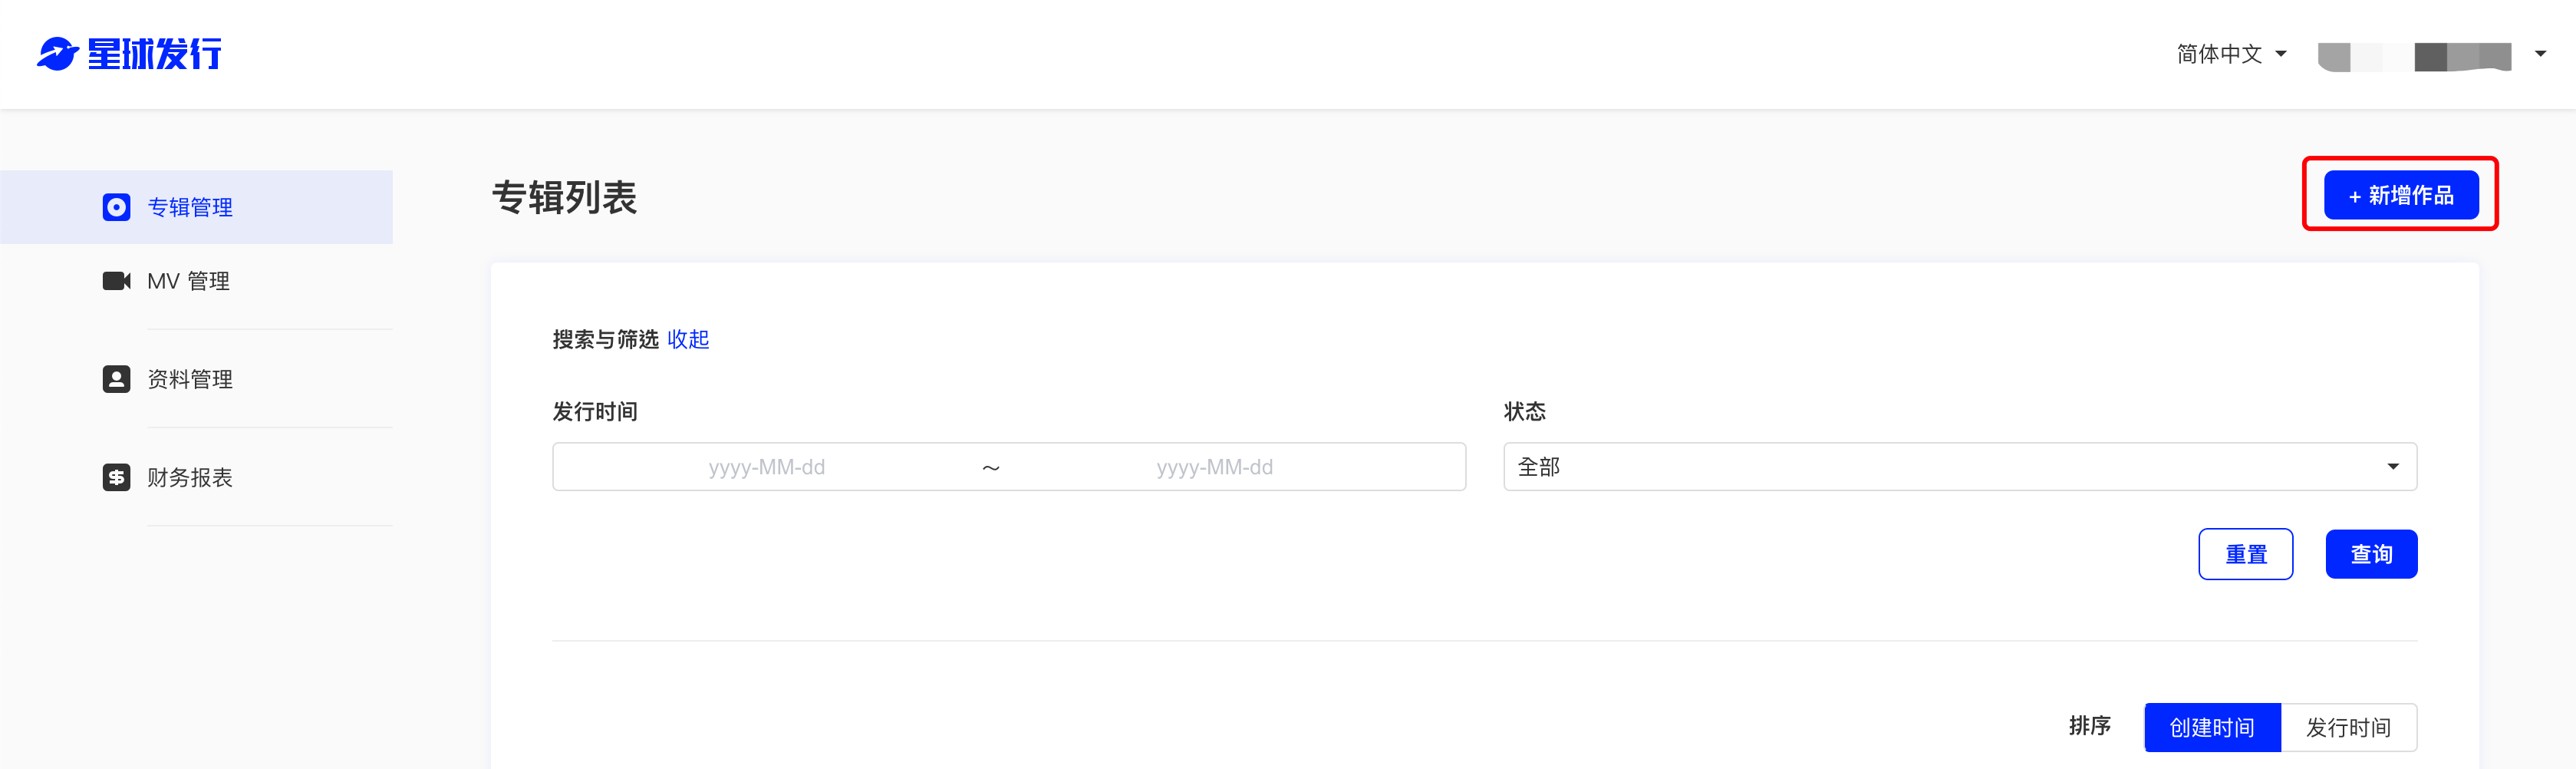 星球发行
简体中文
专辑管理
MV 管理
资料管理
财务报表
专辑列表
+ 新增作品
搜索与筛选 收起
发行时间
状态
yyyy-MM-dd ~ yyyy-MM-dd
全部
重置 查询
排序 创建时间 发行时间